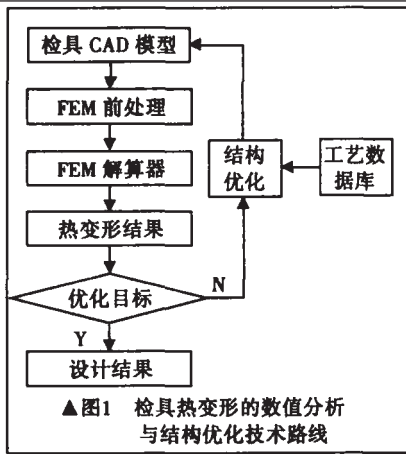 检具 CAD 模型
FEM 前处理
FEM 解算器
热变形结果
优化目标
N
Y
设计结果
结构
优化
工艺数
据库
▲图1 检具热变形的数值分析
与结构优化技术路线